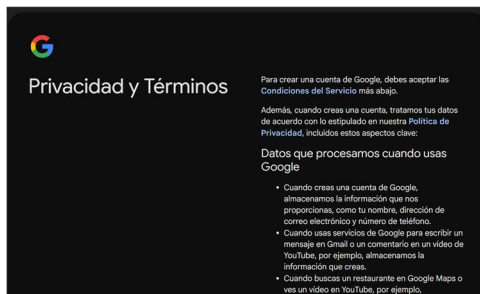 Privacidad y Términos
Para crear una cuenta de Google, debes aceptar las
Condiciones del Servicio más abajo.
Además, cuando creas una cuenta, tratamos tus datos
de acuerdo con lo estipulado en nuestra Política de
Privacidad, incluidos estos aspectos clave:
Datos que procesamos cuando usas
Google
• Cuando creas una cuenta de Google,
almacenamos la información que nos
proporcionas, como tu nombre, dirección de
correo electrónico y número de teléfono.
• Cuando usas servicios de Google para escribir un
mensaje en Gmail o un comentario en un vídeo de
YouTube, por ejemplo, almacenamos la
información que creas.
• Cuando buscas un restaurante en Google Maps o
ves un vídeo en YouTube, por ejemplo,